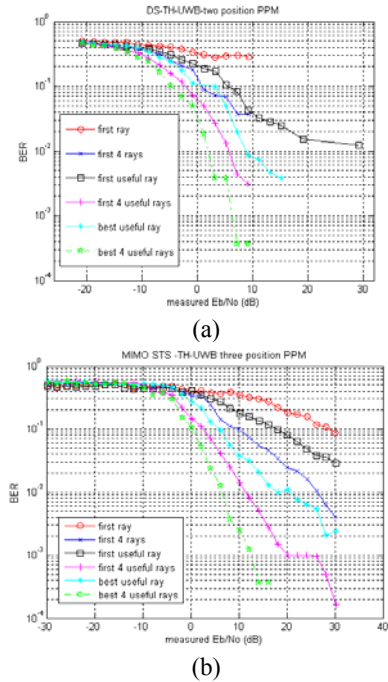 DS-TH-UWB-two position PPM
10^0
10^-1
10^-2
10^-3
10^-4
BER
first ray
first 4 rays
first useful ray
first 4 useful rays
best useful ray
best 4 useful rays
-20 -10 0 10 20 30
measured Eb/No (dB)
(a)
MIMO STS -TH-UWB three position PPM
10^0
10^-1
10^-2
10^-3
10^-4
BER
first ray
first 4 rays
first useful ray
first 4 useful rays
best useful ray
best 4 useful rays
-30 -20 -10 0 10 20 30 40
measured Eb/No (dB)
(b)